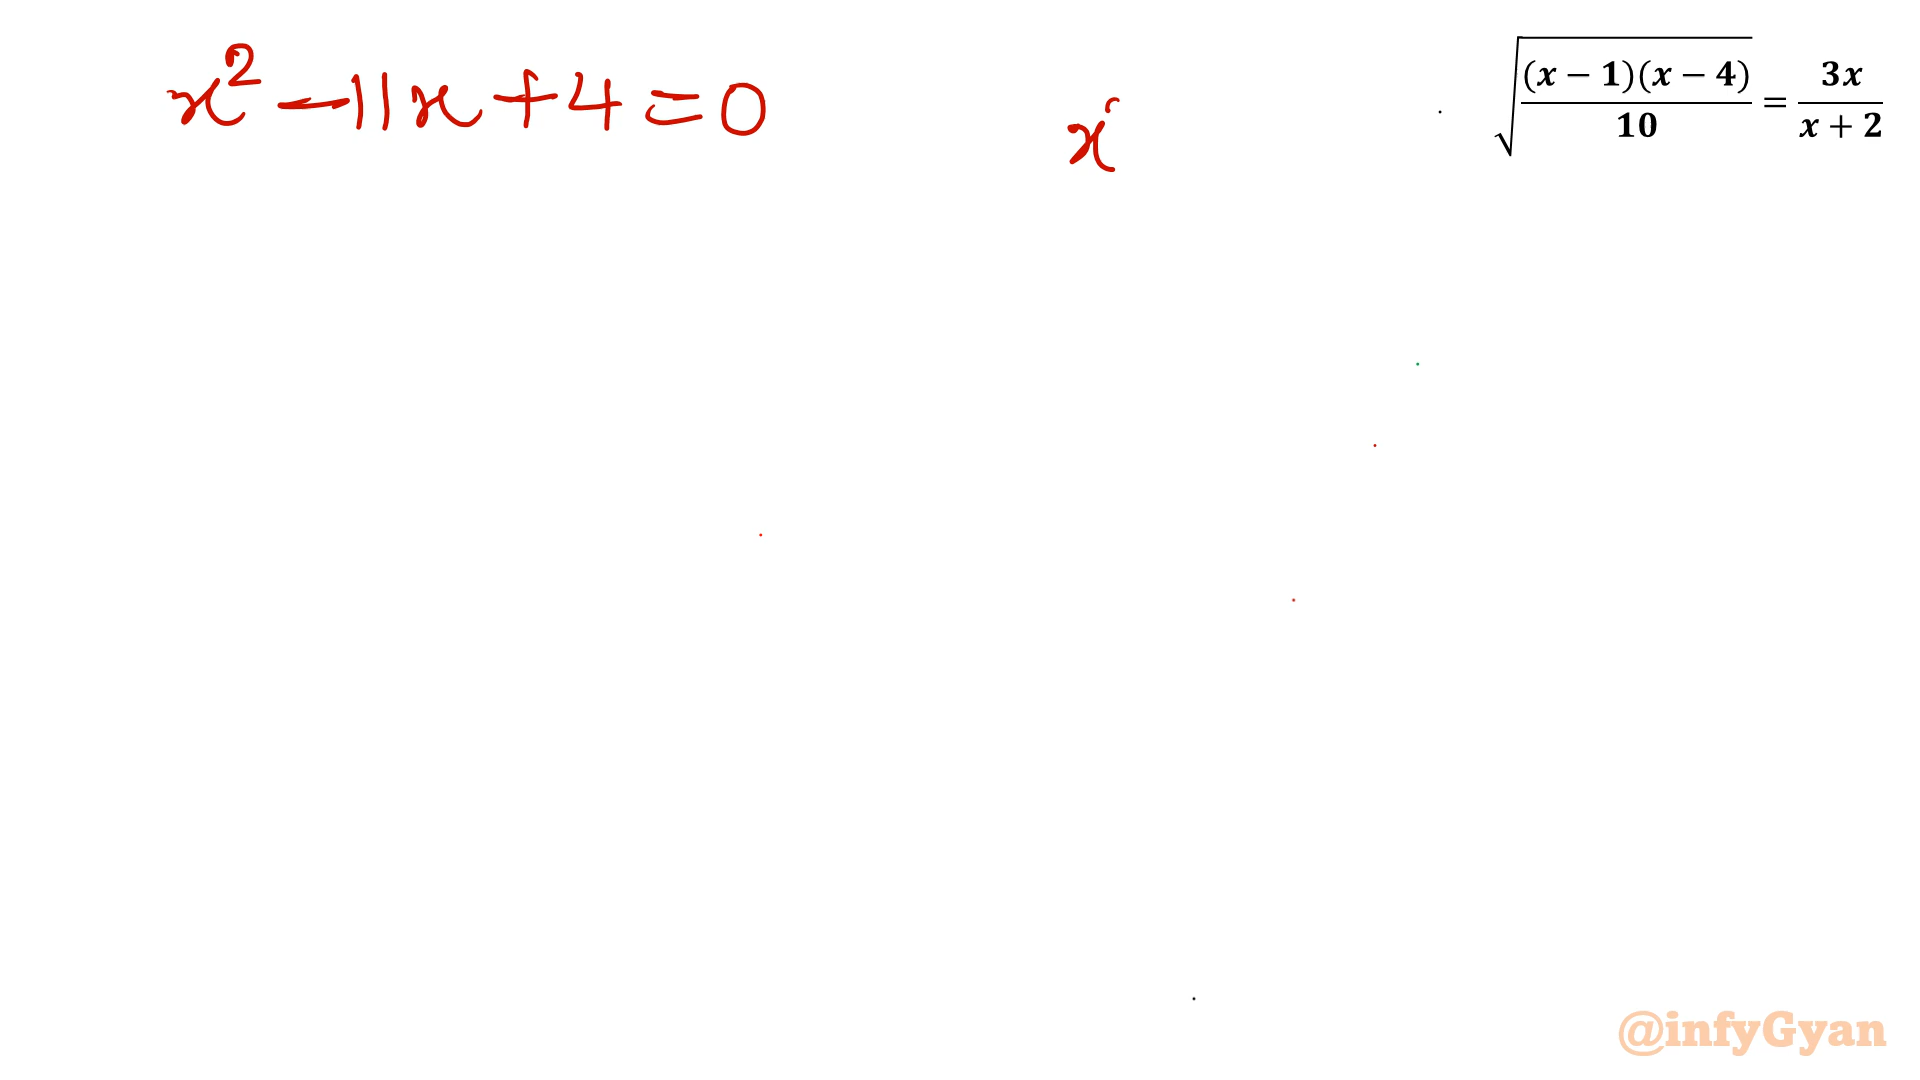 x² - 11x + 4 = 0
x
√((x − 1)(x − 4)/10) = 3x/(x + 2)
@infyGyan